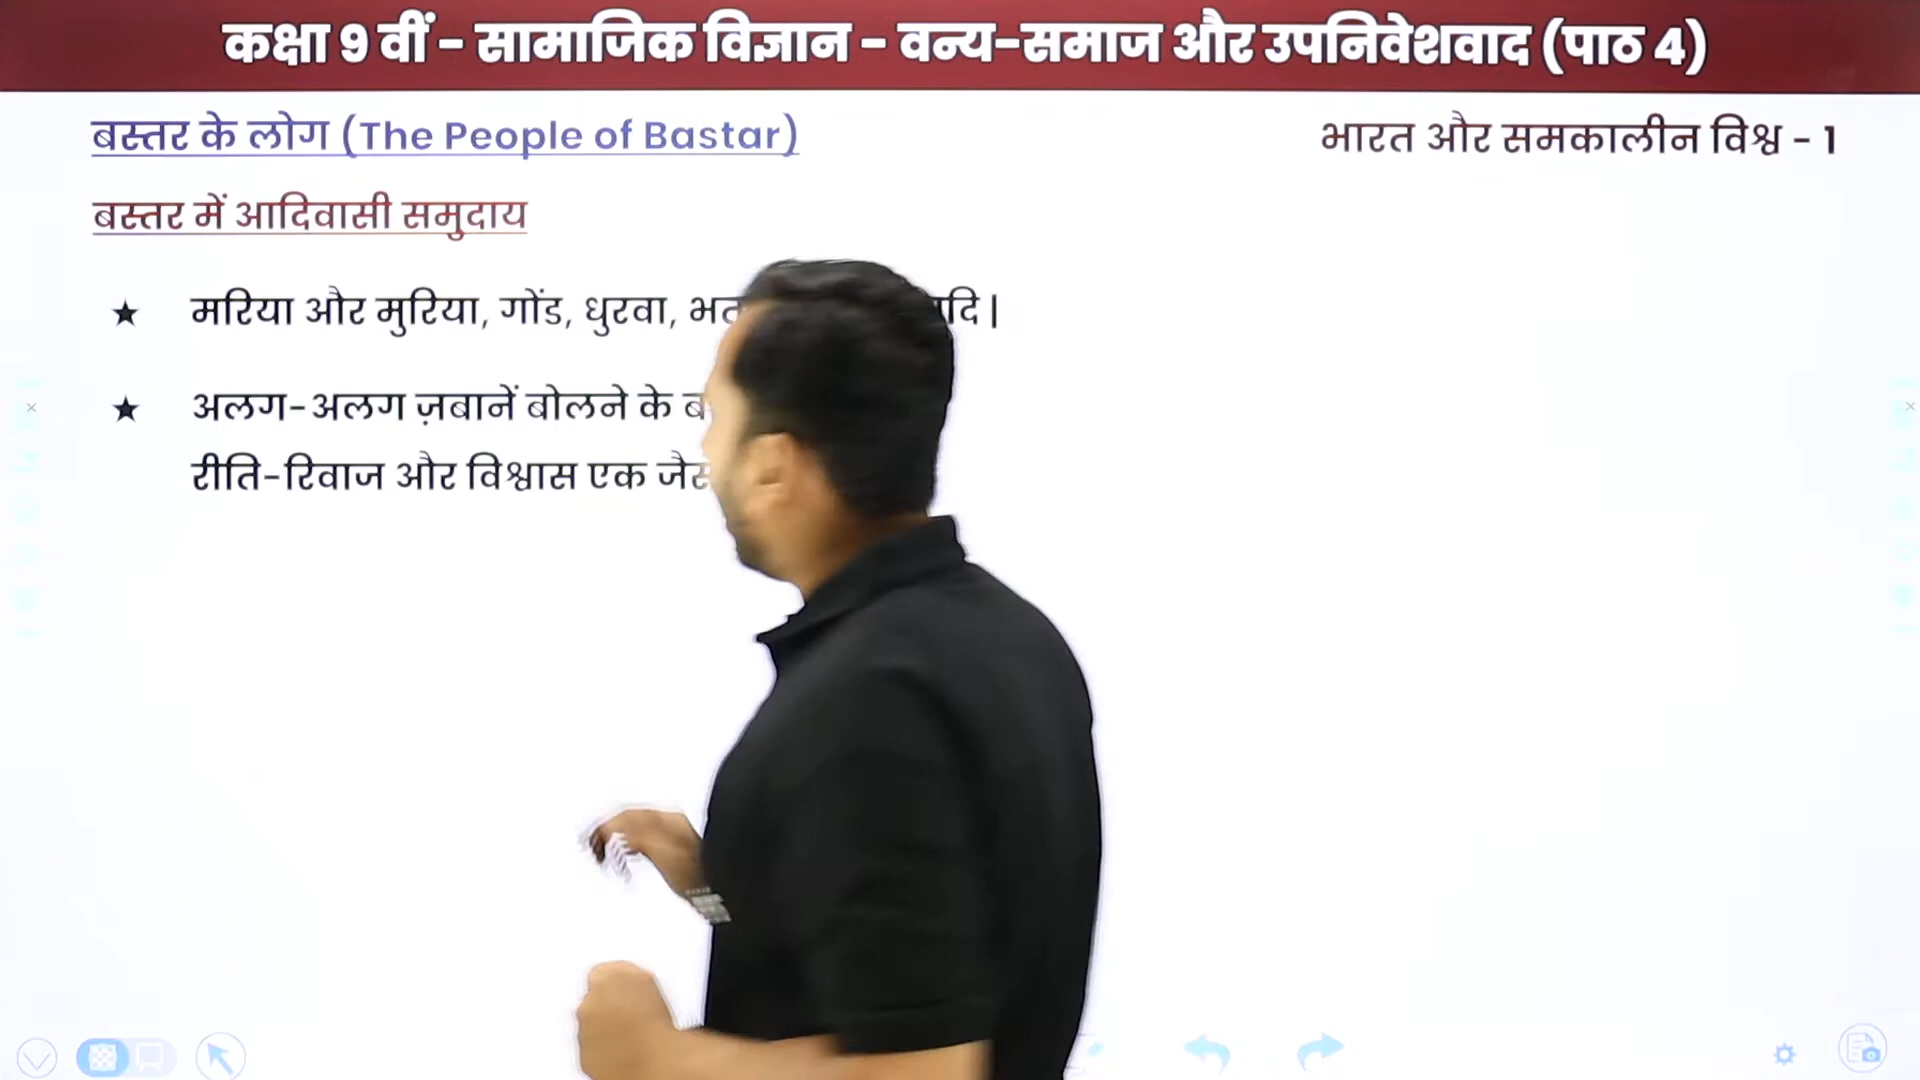 कक्षा 9 वीं - सामाजिक विज्ञान - वन्य-समाज और उपनिवेशवाद (पाठ 4)
बस्तर के लोग (The People of Bastar)
भारत और समकालीन विश्व - 1
बस्तर में आदिवासी समुदाय
★ मरिया और मुरिया, गोंड, धुरवा,
★ अलग-अलग ज़बानें बोलने के
रीति-रिवाज और विश्वास एक